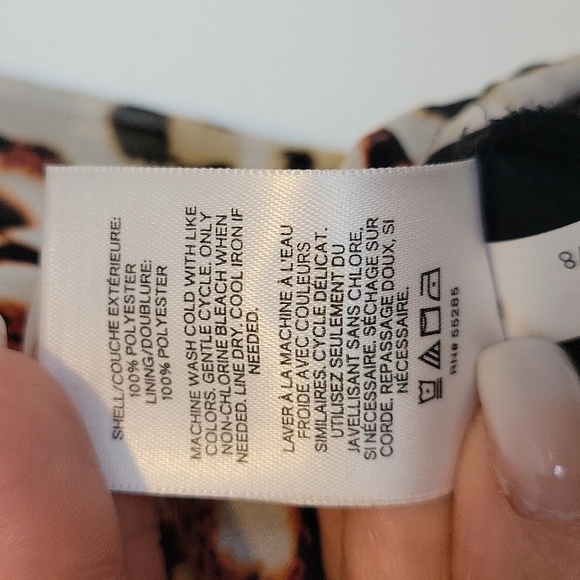 SHELL/COUCHE EXTÉRIEURE:
100% POLYESTER
LINING/DOUBLURE:
100% POLYESTER
MACHINE WASH COLD WITH LIKE
COLORS, GENTLE CYCLE. ONLY
NON-CHLORINE BLEACH WHEN
NEEDED. LINE DRY, COOL IRON IF
NEEDED.
LAVER À LA MACHINE À L'EAU
FROIDE AVEC COULEURS
SIMILAIRES, CYCLE DÉLICAT.
UTILISEZ SEULEMENT DU
JAVELLISANT SANS CHLORE,
SI NÉCESSAIRE. SÉCHAGE SUR
CORDE, REPASSAGE DOUX, SI
NÉCESSAIRE.
RN# 55285
8